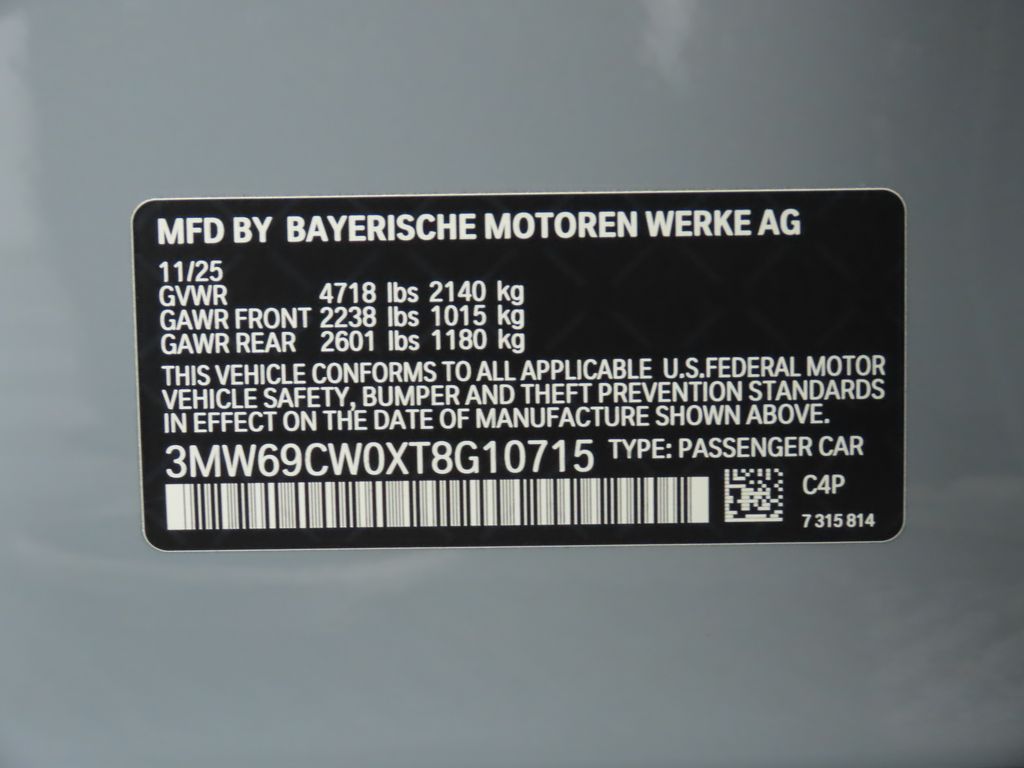 MFD BY BAYERISCHE MOTOREN WERKE AG
11/25
GVWR 4718 lbs 2140 kg
GAWR FRONT 2238 lbs 1015 kg
GAWR REAR 2601 lbs 1180 kg
THIS VEHICLE CONFORMS TO ALL APPLICABLE U.S.FEDERAL MOTOR
VEHICLE SAFETY, BUMPER AND THEFT PREVENTION STANDARDS
IN EFFECT ON THE DATE OF MANUFACTURE SHOWN ABOVE.
3MW69CW0XT8G10715 TYPE: PASSENGER CAR
C4P
7 315 814